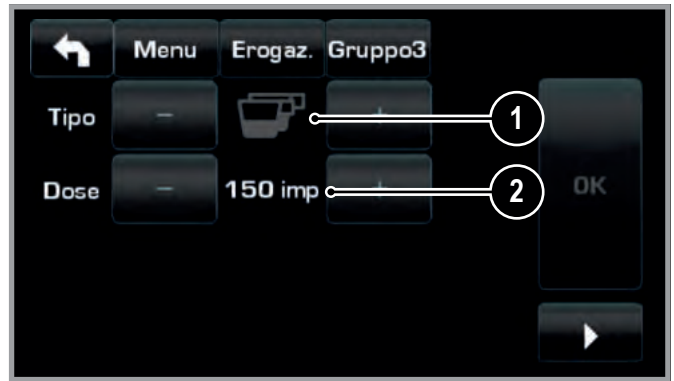 Menu Erogaz. Gruppo3
Tipo - + 1
Dose - 150 imp + 2
OK